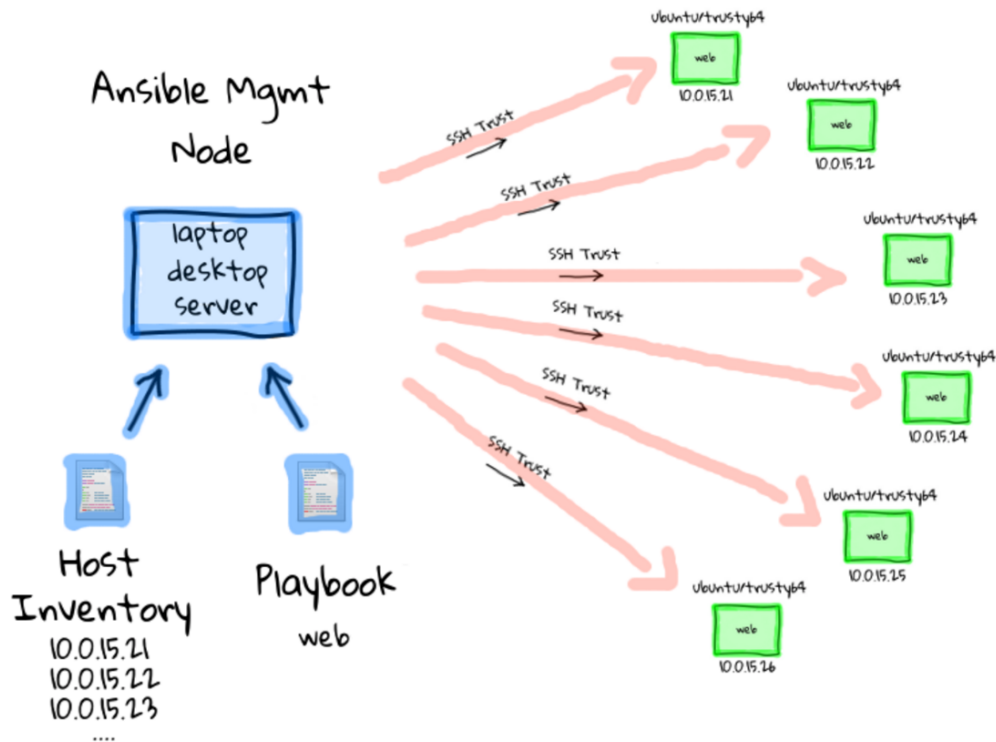 Ansible Mgmt
Node
laptop
desktop
server
Host
Inventory
10.0.15.21
10.0.15.22
10.0.15.23
....
Playbook
web
SSH Trust
SSH Trust
SSH Trust
SSH Trust
SSH Trust
SSH Trust
ubuntu/trusty64
web
10.0.15.21
ubuntu/trusty64
web
10.0.15.22
ubuntu/trusty64
web
10.0.15.23
ubuntu/trusty64
web
10.0.15.24
ubuntu/trusty64
web
10.0.15.25
ubuntu/trusty64
web
10.0.15.26